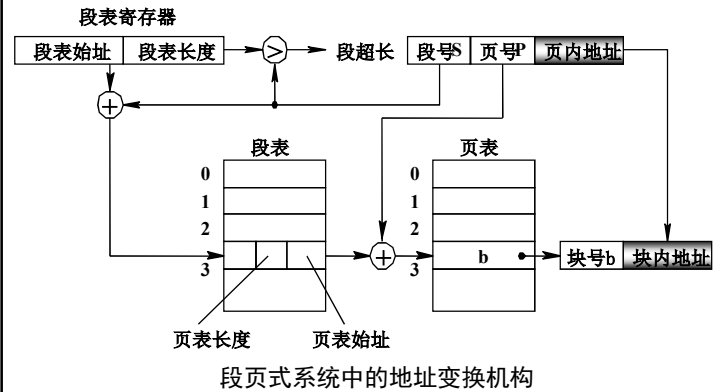 段表寄存器
段表始址 段表长度 > 段超长 段号S 页号P 页内地址
+
段表 页表
0 0
1 1
2 2
+ b 块号b 块内地址
3 3
页表长度 页表始址
段页式系统中的地址变换机构